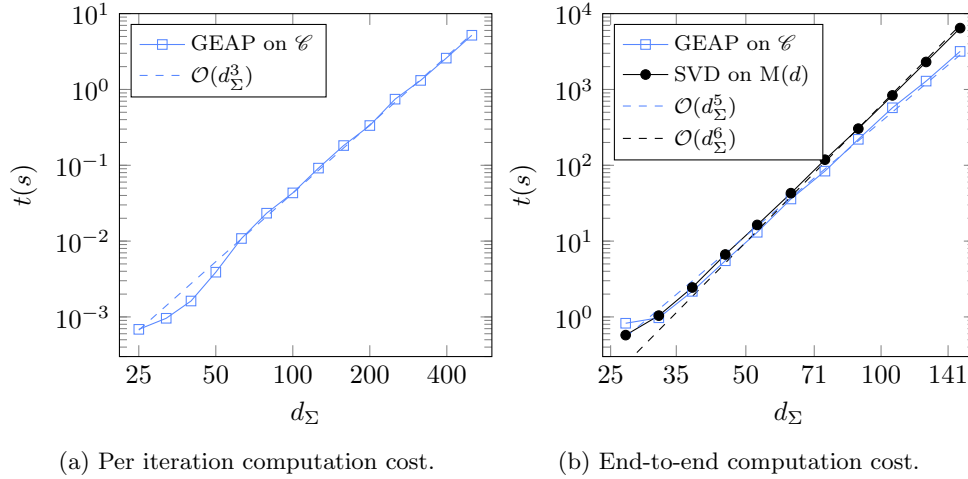 GEAP on 𝒞
𝒪(d_Σ^3)
10^1
10^0
10^−1
10^−2
10^−3
t(s)
25 50 100 200 400
d_Σ
(a) Per iteration computation cost.
GEAP on 𝒞
SVD on M(d)
𝒪(d_Σ^5)
𝒪(d_Σ^6)
10^4
10^3
10^2
10^1
10^0
t(s)
25 35 50 71 100 141
d_Σ
(b) End-to-end computation cost.